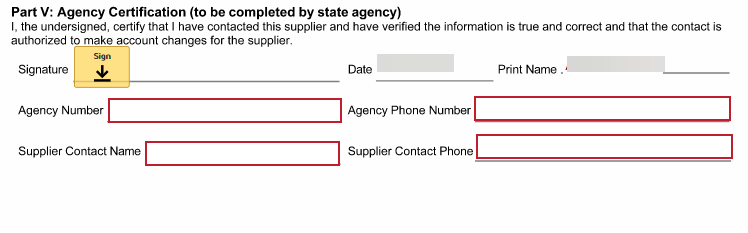 Part V: Agency Certification (to be completed by state agency)
I, the undersigned, certify that I have contacted this supplier and have verified the information is true and correct and that the contact is
authorized to make account changes for the supplier.
Sign
Signature Date Print Name
Agency Number Agency Phone Number
Supplier Contact Name Supplier Contact Phone